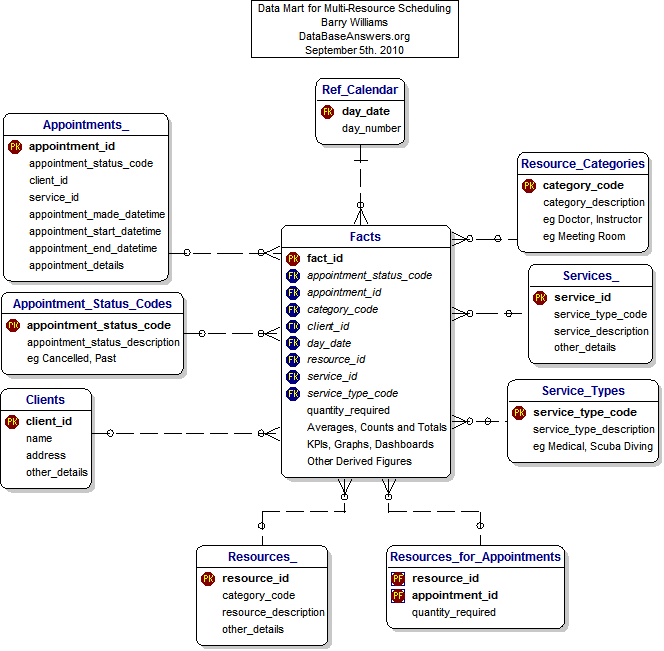 Data Mart for Multi-Resource Scheduling
Barry Williams
DataBaseAnswers.org
September 5th. 2010
Ref_Calendar
FK day_date
day_number
Appointments_
PK appointment_id
appointment_status_code
client_id
service_id
appointment_made_datetime
appointment_start_datetime
appointment_end_datetime
appointment_details
Resource_Categories
PK category_code
category_description
eg Doctor, Instructor
eg Meeting Room
Facts
PK fact_id
FK appointment_status_code
FK appointment_id
FK category_code
FK client_id
FK day_date
FK resource_id
FK service_id
FK service_type_code
quantity_required
Averages, Counts and Totals
KPIs, Graphs, Dashboards
Other Derived Figures
Services_
PK service_id
service_type_code
service_description
other_details
Appointment_Status_Codes
PK appointment_status_code
appointment_status_description
eg Cancelled, Past
Clients
PK client_id
name
address
other_details
Service_Types
PK service_type_code
service_type_description
eg Medical, Scuba Diving
Resources_
PK resource_id
category_code
resource_description
other_details
Resources_for_Appointments
PF resource_id
PF appointment_id
quantity_required